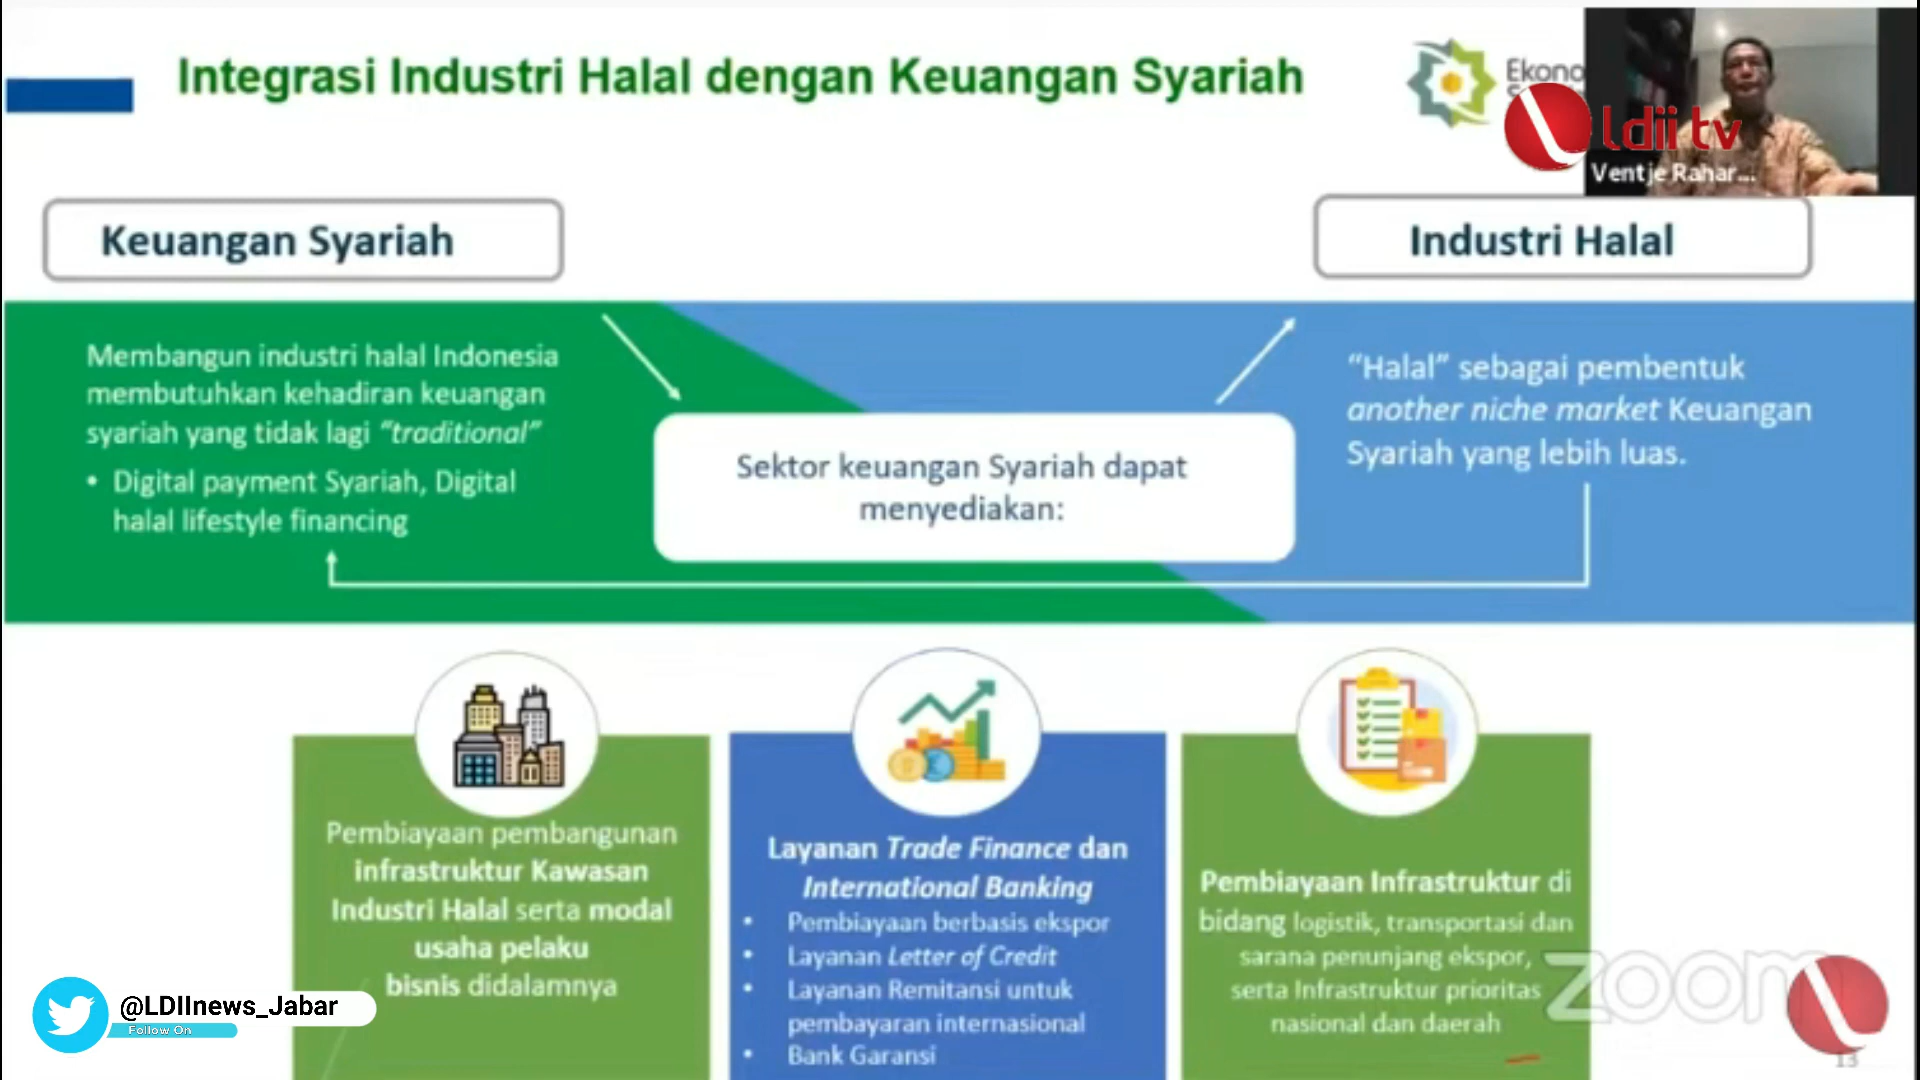 Integrasi Industri Halal dengan Keuangan Syariah
ldii tv
Ventje Rahar...
Keuangan Syariah
Industri Halal
Membangun industri halal Indonesia
membutuhkan kehadiran keuangan
syariah yang tidak lagi “traditional”
• Digital payment Syariah, Digital
halal lifestyle financing
Sektor keuangan Syariah dapat
menyediakan:
“Halal” sebagai pembentuk
another niche market Keuangan
Syariah yang lebih luas.
Pembiayaan pembangunan
infrastruktur Kawasan
Industri Halal serta modal
usaha pelaku
bisnis didalamnya
Layanan Trade Finance dan
International Banking
• Pembiayaan berbasis ekspor
• Layanan Letter of Credit
• Layanan Remitansi untuk
pembayaran internasional
• Bank Garansi
Pembiayaan Infrastruktur di
bidang logistik, transportasi dan
sarana penunjang ekspor,
serta Infrastruktur prioritas
nasional dan daerah
@LDIInews_Jabar
Follow On
zoom
13